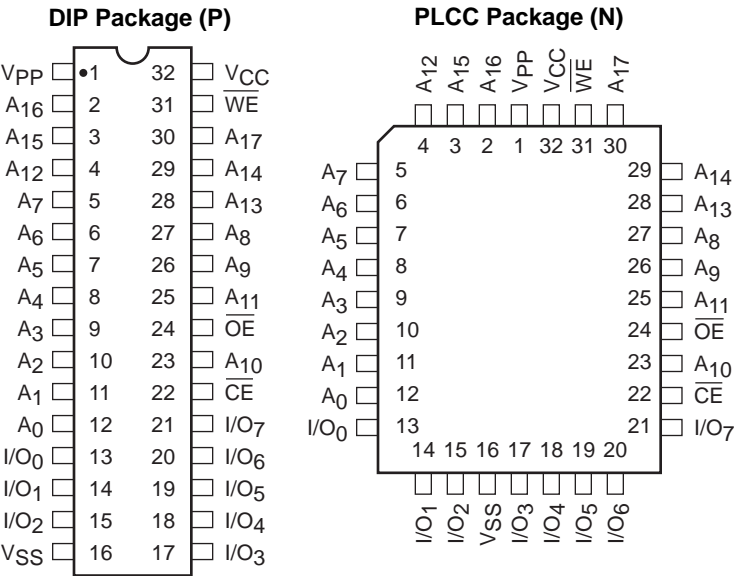 DIP Package (P)
VPP 1 32 VCC
A16 2 31 WE
A15 3 30 A17
A12 4 29 A14
A7 5 28 A13
A6 6 27 A8
A5 7 26 A9
A4 8 25 A11
A3 9 24 OE
A2 10 23 A10
A1 11 22 CE
A0 12 21 I/O7
I/O0 13 20 I/O6
I/O1 14 19 I/O5
I/O2 15 18 I/O4
VSS 16 17 I/O3
PLCC Package (N)
A12 A15 A16 VPP VCC WE A17
4 3 2 1 32 31 30
A7 5 29 A14
A6 6 28 A13
A5 7 27 A8
A4 8 26 A9
A3 9 25 A11
A2 10 24 OE
A1 11 23 A10
A0 12 22 CE
I/O0 13 21 I/O7
14 15 16 17 18 19 20
I/O1 I/O2 VSS I/O3 I/O4 I/O5 I/O6